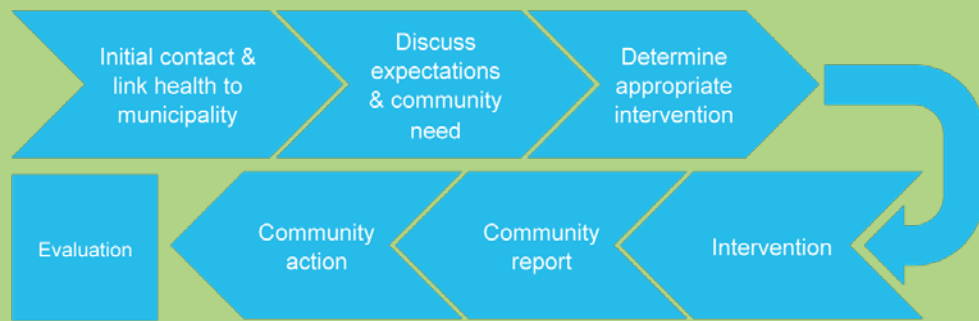 Initial contact &
link health to
municipality
Discuss
expectations
& community
need
Determine
appropriate
intervention
Intervention
Community
report
Community
action
Evaluation